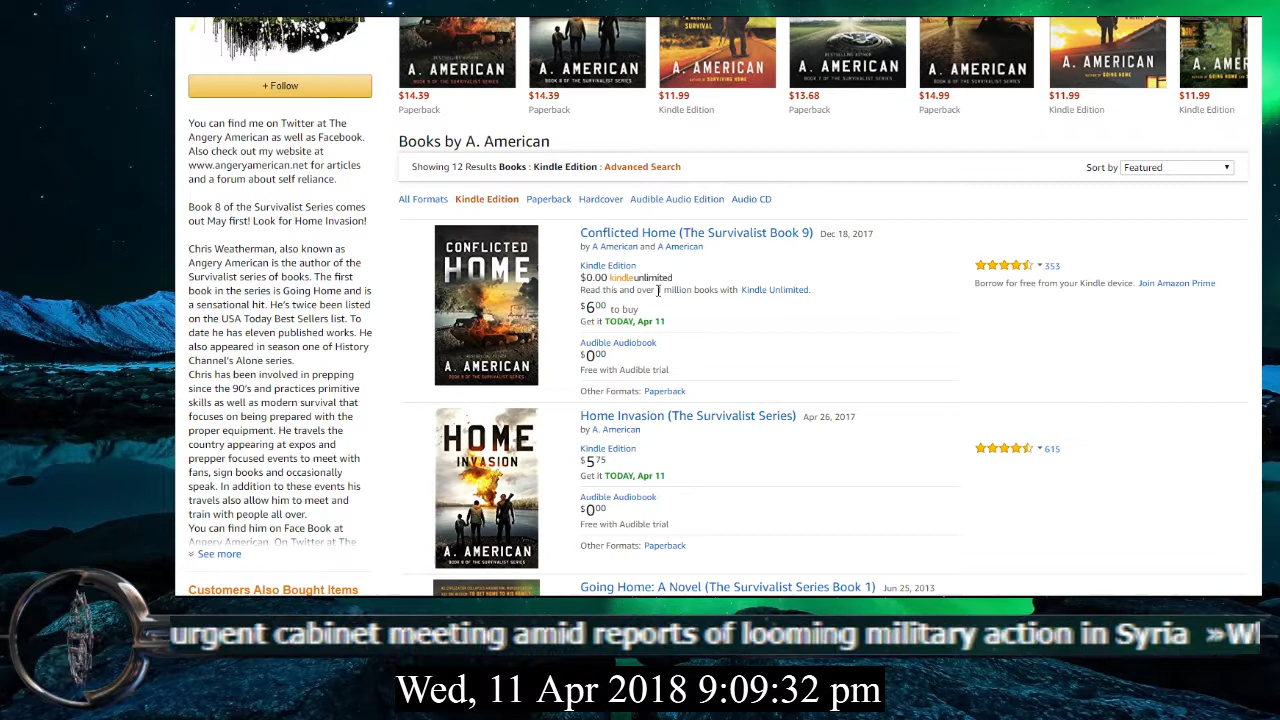 A. AMERICAN
A. AMERICAN
A. AMERICAN
A. AMERICAN
A. AMERICAN
A. AMERICAN
A. AMER
$14.39
$14.39
$11.99
$13.68
$14.99
$11.99
$11.99
Paperback
Paperback
Kindle Edition
Paperback
Paperback
Kindle Edition
Kindle Edition
+ Follow
You can find me on Twitter at The
Angery American as well as Facebook.
Also check out my website at
www.angeryamerican.net for articles
and a forum about self reliance.
Book 8 of the Survivalist Series comes
out May first! Look for Home Invasion!
Chris Weatherman, also known as
Angery American is the author of the
Survivalist series of books. The first
book in the series is Going Home and is
a sensational hit. He's twice been listed
on the USA Today Best Sellers list. To
date he has eleven published works. He
also appeared in season one of History
Channel's Alone series.
Chris has been involved in prepping
since the 90's and practices primitive
skills as well as modern survival that
focuses on being prepared with the
proper equipment. He travels the
country appearing at expos and
prepper focused events to meet with
fans, sign books and occasionally
speak. In addition to these events his
travels also allow him to meet and
train with people all over.
You can find him on Face Book at
Angery American. On Twitter at The
See more
Customers Also Bought Items
Books by A. American
Showing 12 Results Books : Kindle Edition : Advanced Search
Sort by Featured
All Formats Kindle Edition Paperback Hardcover Audible Audio Edition Audio CD
CONFLICTED
HOME
A. AMERICAN
Conflicted Home (The Survivalist Book 9) Dec 18, 2017
by A American and A American
Kindle Edition
$0.00 kindleunlimited
Read this and over 1 million books with Kindle Unlimited.
$6.00 to buy
Get it TODAY, Apr 11
Audible Audiobook
$0.00
Free with Audible trial
Other Formats: Paperback
353
Borrow for free from your Kindle device. Join Amazon Prime
HOME
INVASION
A. AMERICAN
Home Invasion (The Survivalist Series) Apr 26, 2017
by A. American
Kindle Edition
$5.75
Get it TODAY, Apr 11
Audible Audiobook
$0.00
Free with Audible trial
Other Formats: Paperback
615
Going Home: A Novel (The Survivalist Series Book 1) Jun 25, 2013
urgent cabinet meeting amid reports of looming military action in Syria »W
Wed, 11 Apr 2018 9:09:32 pm